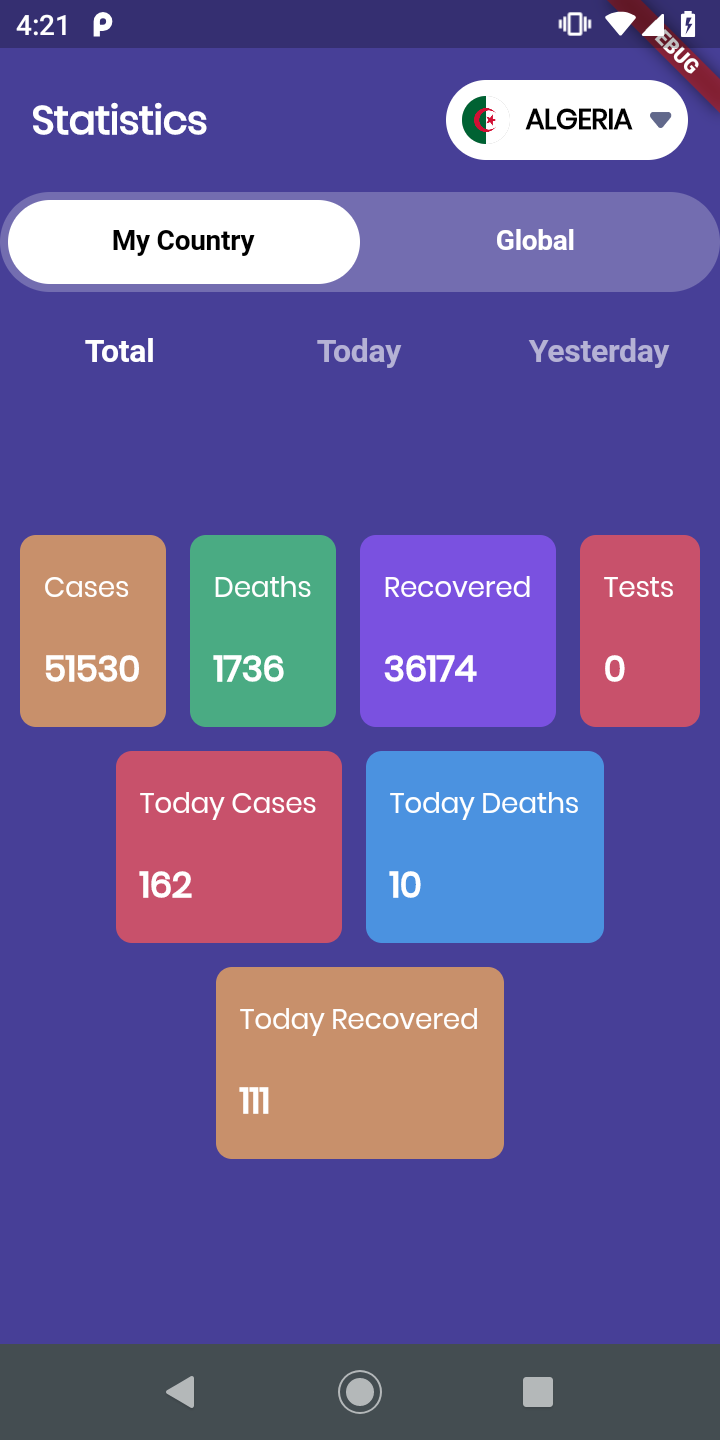 4:21
EBUG
Statistics
ALGERIA
My Country Global
Total Today Yesterday
Cases Deaths Recovered Tests
51530 1736 36174 0
Today Cases Today Deaths
162 10
Today Recovered
111